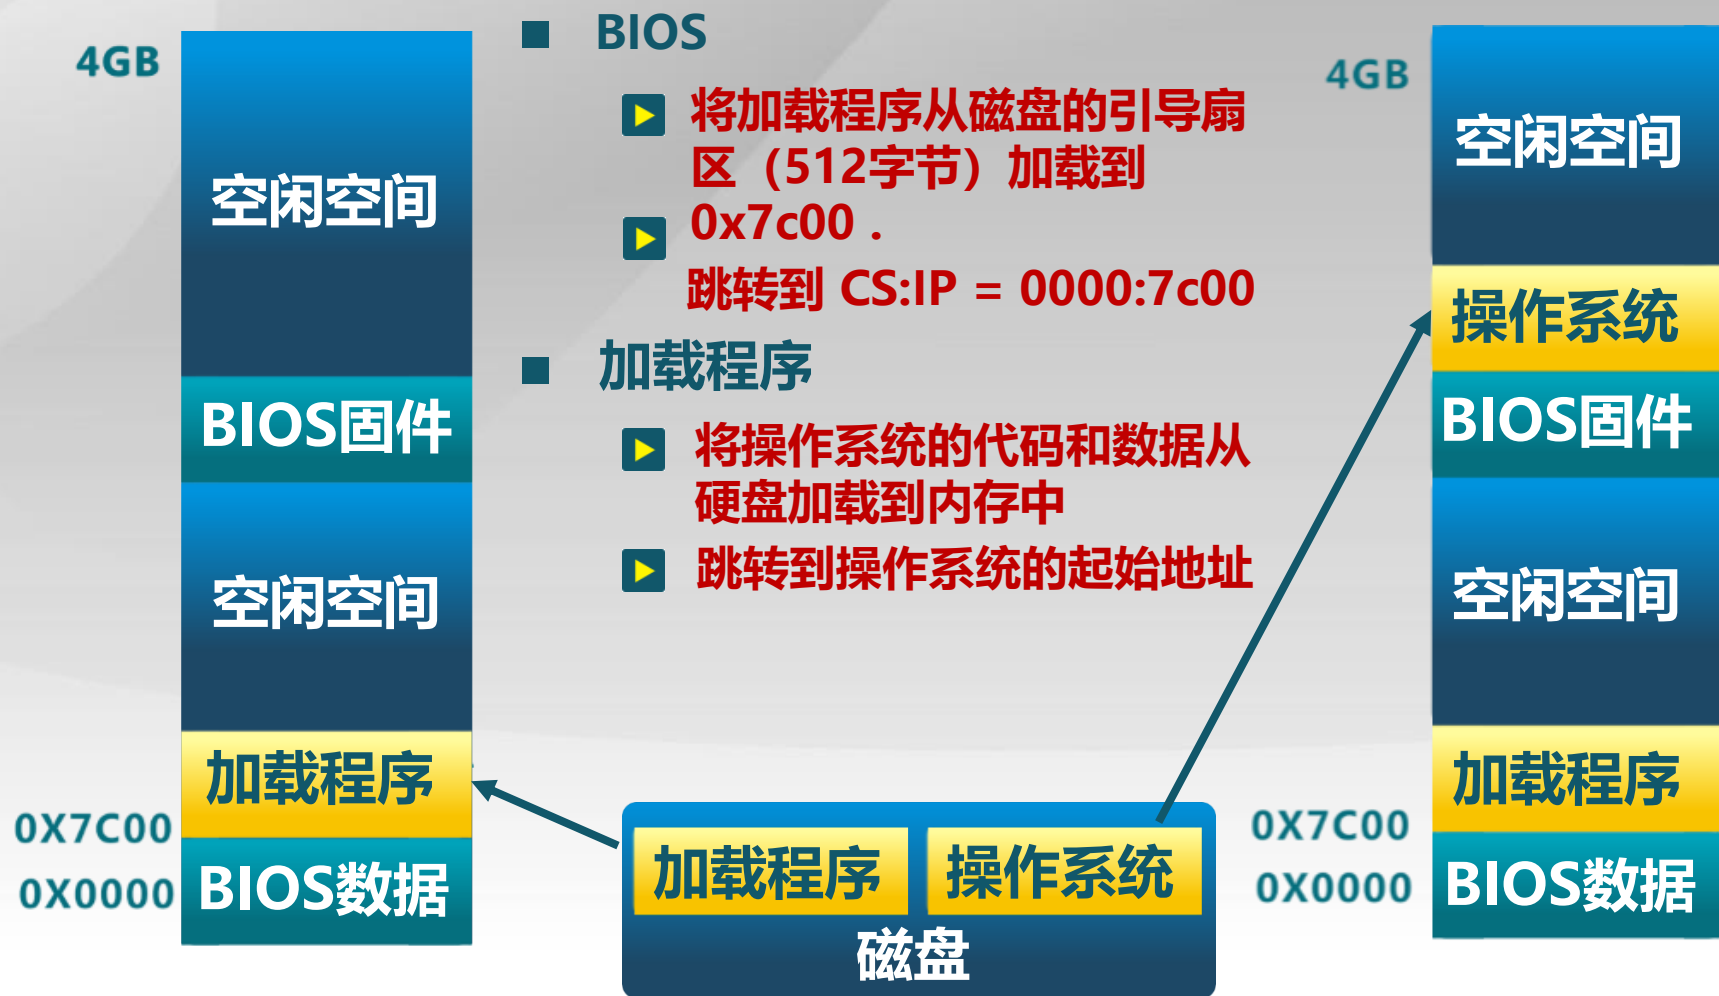 4GB
空闲空间
BIOS固件
空闲空间
加载程序
0X7C00
0X0000
BIOS数据
BIOS
将加载程序从磁盘的引导扇
区（512字节）加载到
0x7c00 .
跳转到 CS:IP = 0000:7c00
加载程序
将操作系统的代码和数据从
硬盘加载到内存中
跳转到操作系统的起始地址
加载程序
操作系统
磁盘
4GB
空闲空间
操作系统
BIOS固件
空闲空间
加载程序
0X7C00
0X0000
BIOS数据